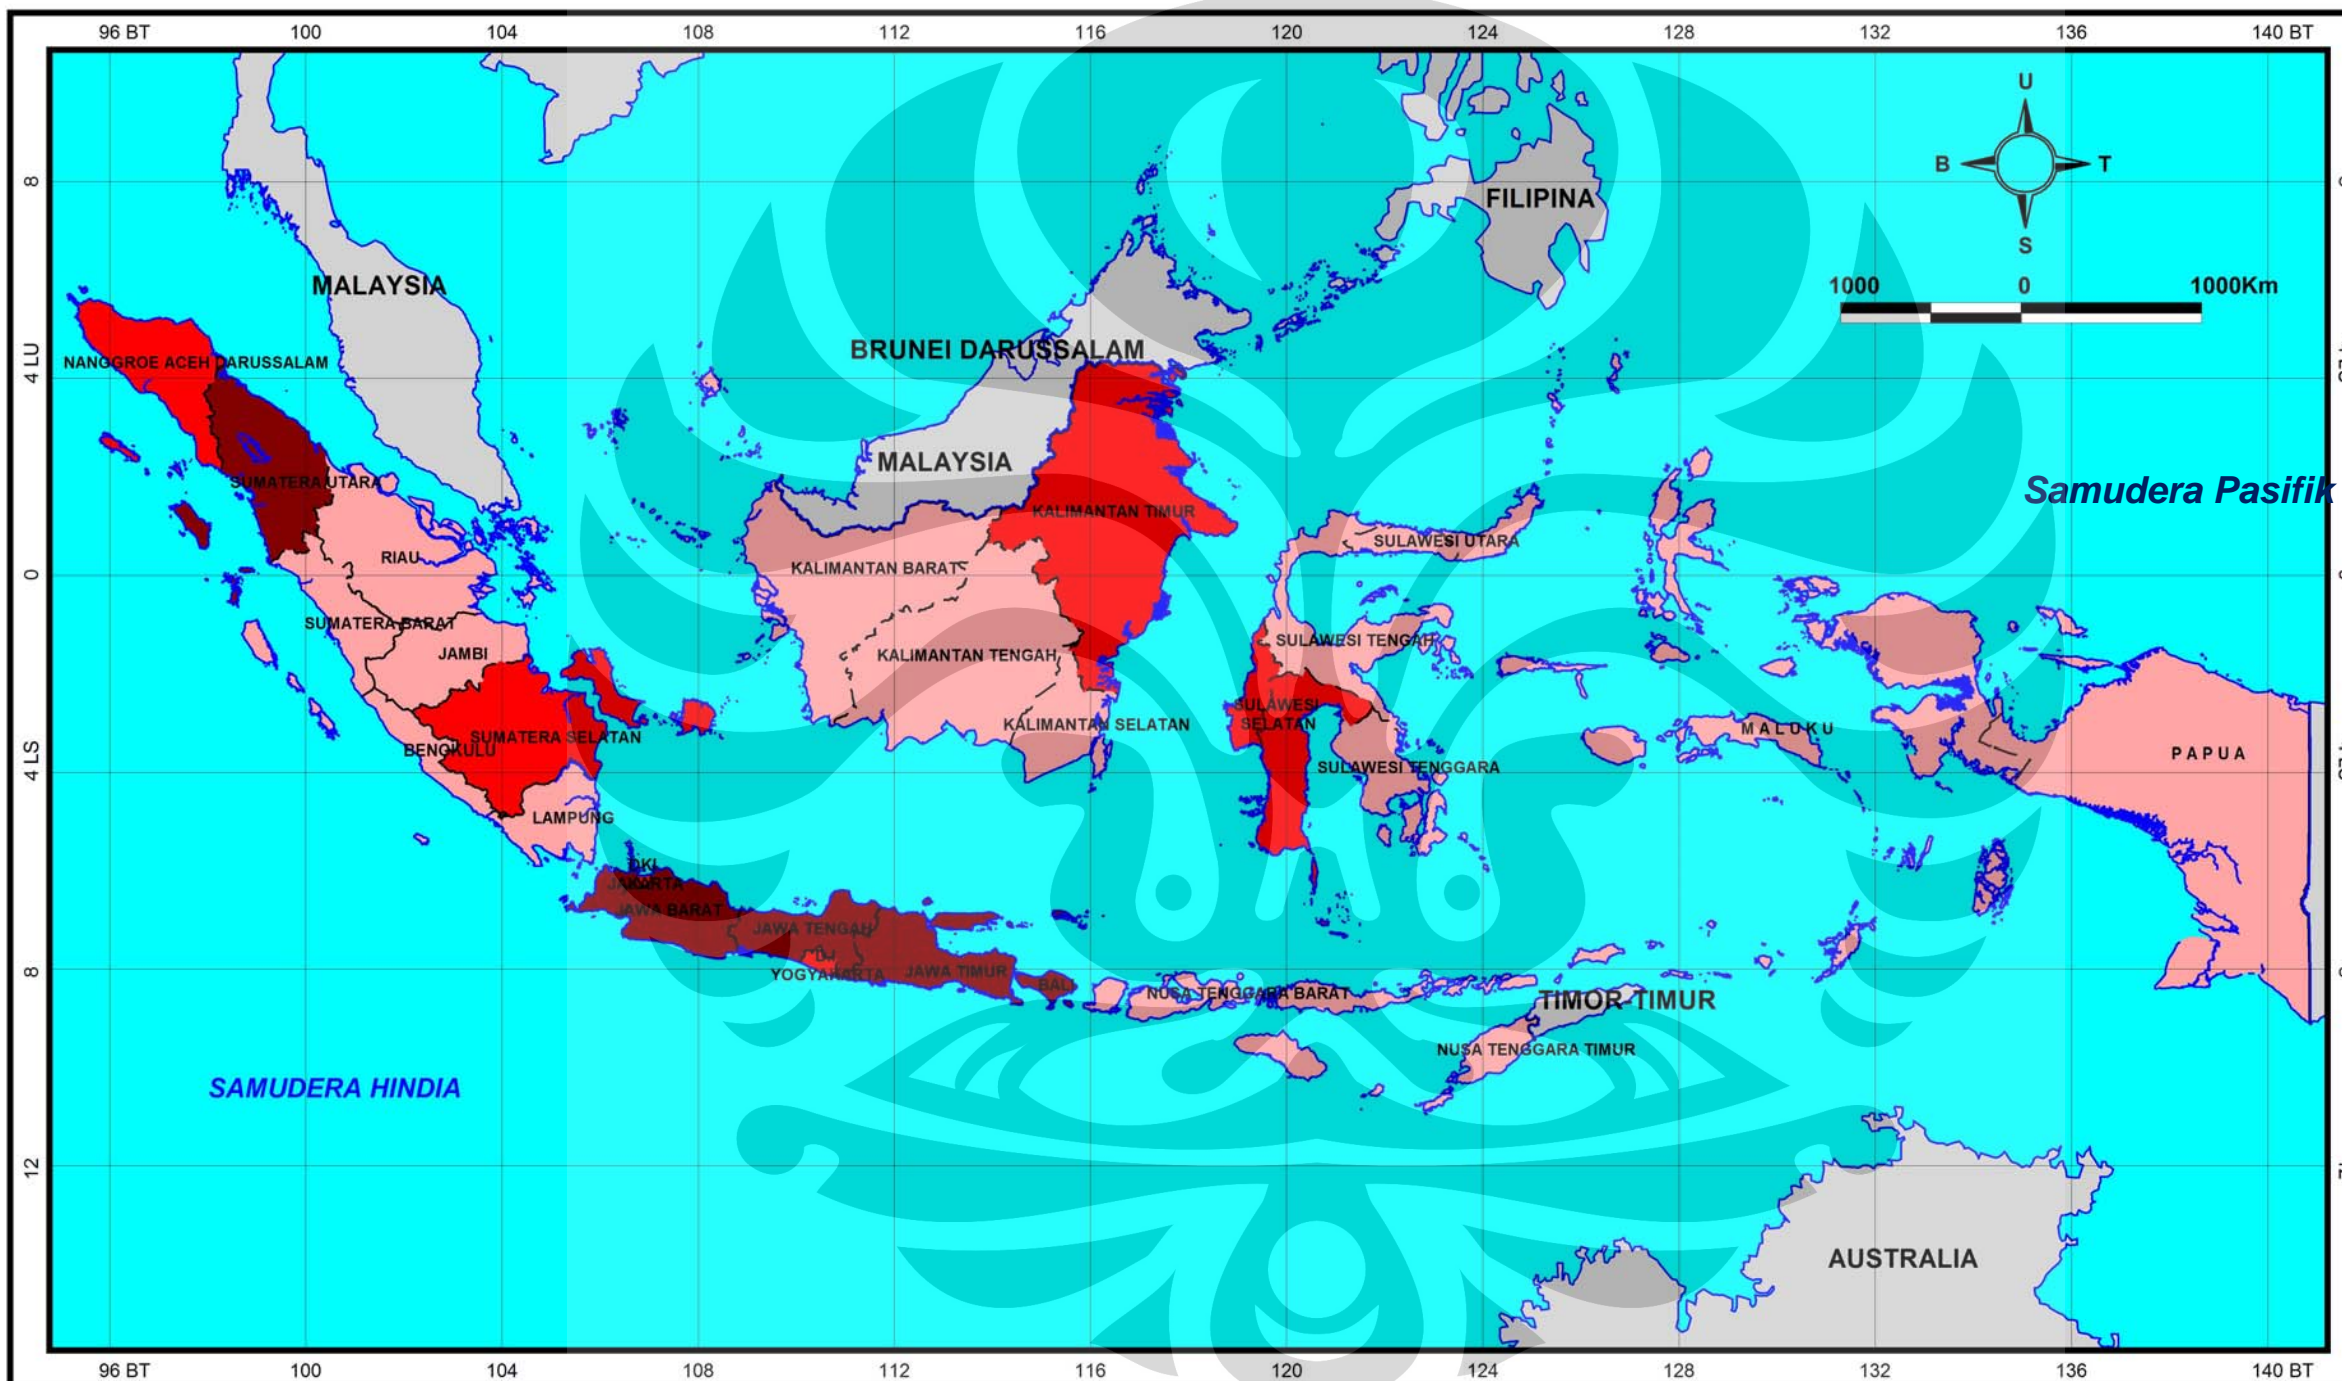 96 BT 100 104 108 112 116 120 124 128 132 136 140 BT
U
8
B T
FILIPINA
S
MALAYSIA
1000 0 1000Km
BRUNEI DARUSSALAM
4 LU
NANGGROE ACEH DARUSSALAM
MALAYSIA
SUMATERA UTARA
Samudera Pasifik
KALIMANTAN TIMUR
SULAWESI UTARA
RIAU
KALIMANTAN BARAT
0
SUMATERA BARAT
SULAWESI TENGAH
JAMBI
KALIMANTAN TENGAH
SULAWESI
SELATAN
KALIMANTAN SELATAN
MALUKU
SUMATERA SELATAN
BENGKULU
PAPUA
4 LS
SULAWESI TENGGARA
LAMPUNG
DKI
JAKARTA
JAWA BARAT
JAWA TENGAH
DI
YOGYAKARTA
JAWA TIMUR
8
BALI
NUSA TENGGARA BARAT
TIMOR-TIMUR
NUSA TENGGARA TIMUR
SAMUDERA HINDIA
12
AUSTRALIA
96 BT 100 104 108 112 116 120 124 128 132 136 140 BT